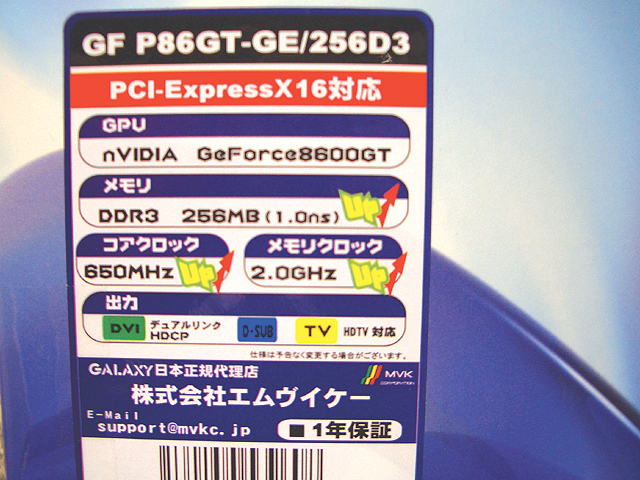 GF P86GT-GE/256D3
PCI-ExpressX16対応
GPU
nVIDIA GeForce8600GT
メモリ
DDR3 256MB(1.0ns) Up
コアクロック
650MHz Up
メモリクロック
2.0GHz Up
出力
DVI デュアルリンク
HDCP
D-SUB
TV HDTV 対応
仕様は予告なく変更する場合がございます。
GALAXY日本正規代理店
MVK
CORPORATION
株式会社エムヴイケー
E-Mail
support@mvkc.jp
■1年保証